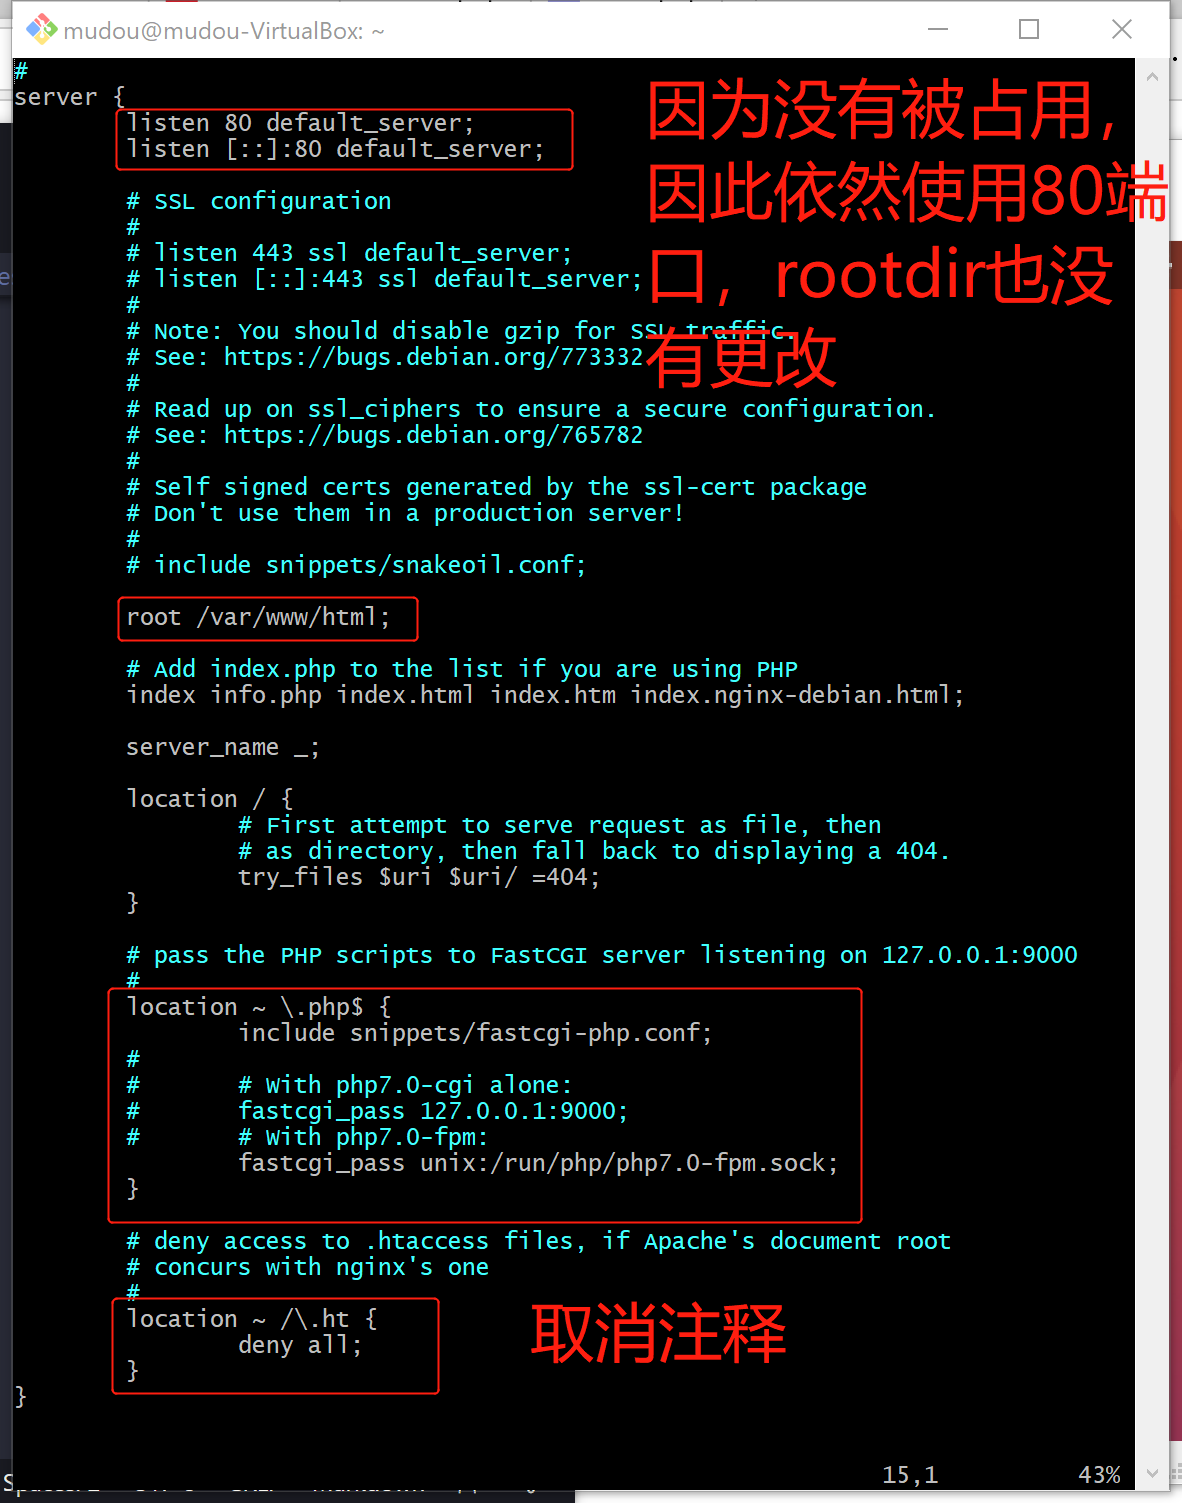 mudou@mudou-VirtualBox: ~
#
server {
listen 80 default_server;
listen [::]:80 default_server;
因为没有被占用，
因此依然使用80端
口，rootdir也没
有更改
# SSL configuration
#
# listen 443 ssl default_server;
# listen [::]:443 ssl default_server;
#
# Note: You should disable gzip for SSL traffic.
# See: https://bugs.debian.org/773332
#
# Read up on ssl_ciphers to ensure a secure configuration.
# See: https://bugs.debian.org/765782
#
# Self signed certs generated by the ssl-cert package
# Don't use them in a production server!
#
# include snippets/snakeoil.conf;
root /var/www/html;
# Add index.php to the list if you are using PHP
index info.php index.html index.htm index.nginx-debian.html;
server_name _;
location / {
# First attempt to serve request as file, then
# as directory, then fall back to displaying a 404.
try_files $uri $uri/ =404;
}
# pass the PHP scripts to FastCGI server listening on 127.0.0.1:9000
#
location ~ \.php$ {
include snippets/fastcgi-php.conf;
#
# # With php7.0-cgi alone:
# fastcgi_pass 127.0.0.1:9000;
# # With php7.0-fpm:
fastcgi_pass unix:/run/php/php7.0-fpm.sock;
}
# deny access to .htaccess files, if Apache's document root
# concurs with nginx's one
#
location ~ /\.ht {
deny all;
}
取消注释
}
15,1 43%